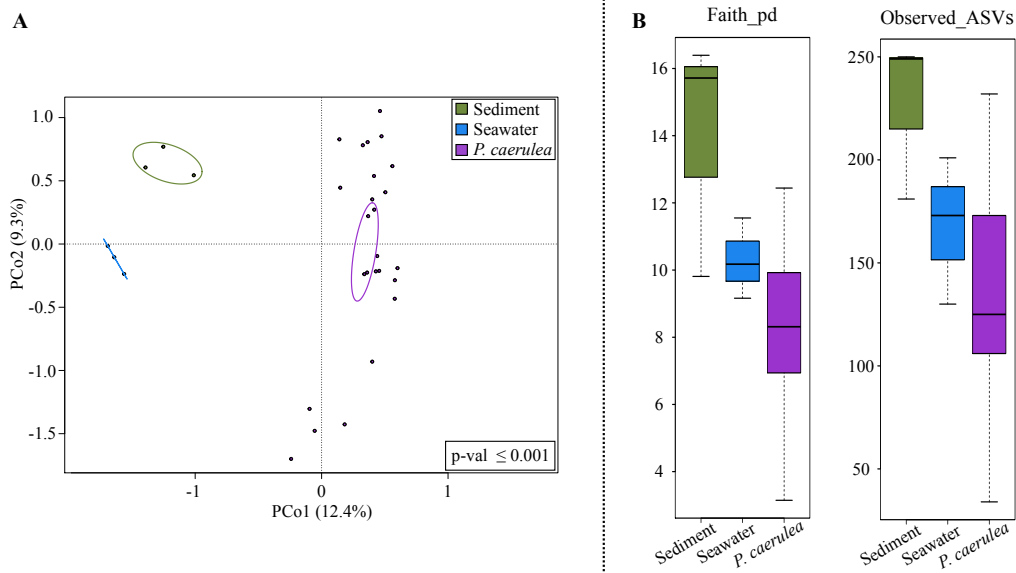 A
Sediment
Seawater
P. caerulea
1.0
0.5
0.0
-0.5
-1.0
-1.5
PCo2 (9.3%)
p-val ≤ 0.001
-1
0
1
PCo1 (12.4%)
B
Faith_pd
16
14
12
10
8
6
4
Sediment
Seawater
P. caerulea
Observed_ASVs
250
200
150
100
50
Sediment
Seawater
P. caerulea